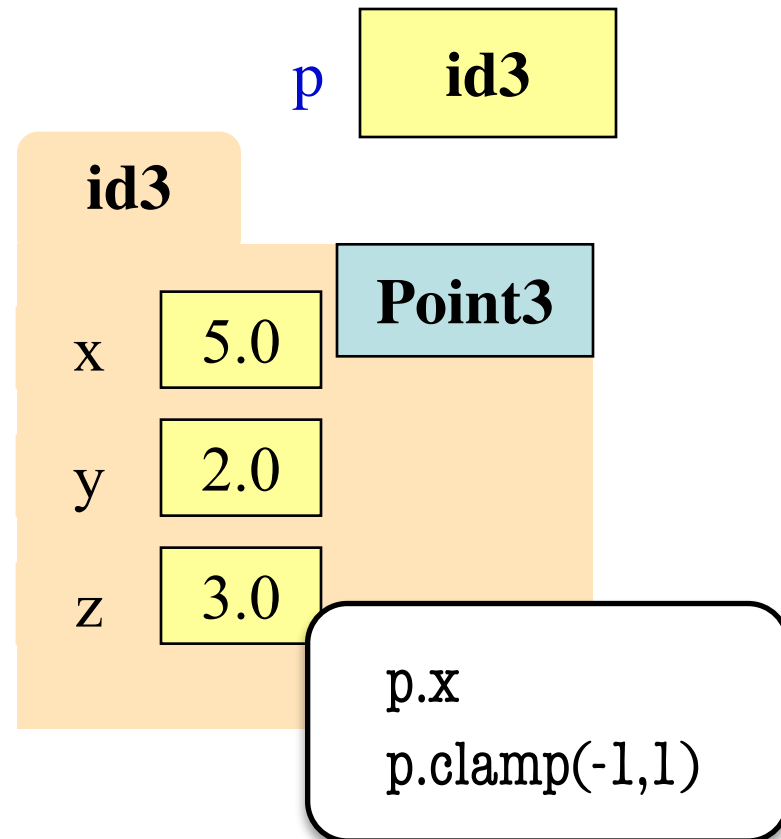 p id3
id3
Point3
x 5.0
y 2.0
z 3.0
p.x
p.clamp(-1,1)